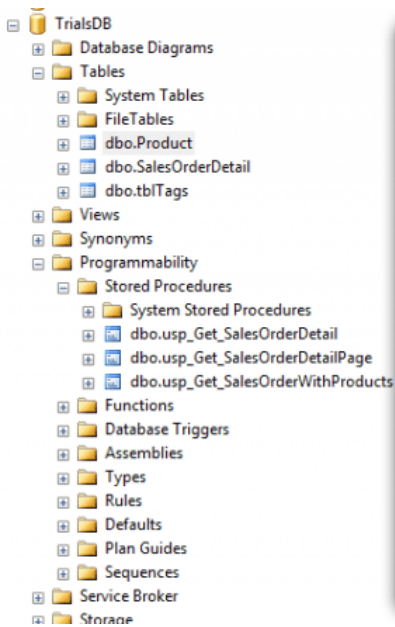 TrialsDB
Database Diagrams
Tables
System Tables
FileTables
dbo.Product
dbo.SalesOrderDetail
dbo.tblTags
Views
Synonyms
Programmability
Stored Procedures
System Stored Procedures
dbo.usp_Get_SalesOrderDetail
dbo.usp_Get_SalesOrderDetailPage
dbo.usp_Get_SalesOrderWithProducts
Functions
Database Triggers
Assemblies
Types
Rules
Defaults
Plan Guides
Sequences
Service Broker
Storage